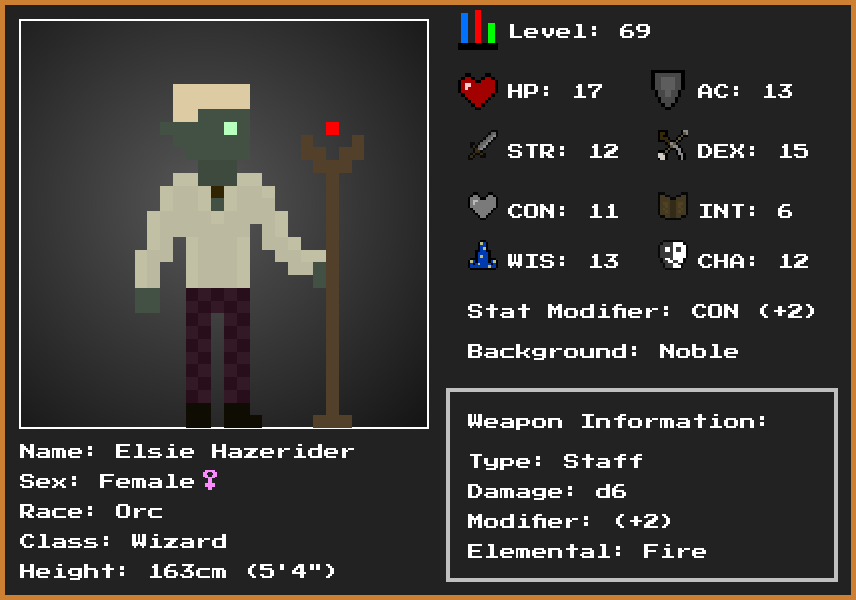 Level: 69
HP: 17
AC: 13
STR: 12
DEX: 15
CON: 11
INT: 6
WIS: 13
CHA: 12
Stat Modifier: CON (+2)
Background: Noble
Weapon Information:
Type: Staff
Damage: d6
Modifier: (+2)
Elemental: Fire
Name: Elsie Hazerider
Sex: Female♀
Race: Orc
Class: Wizard
Height: 163cm (5'4")